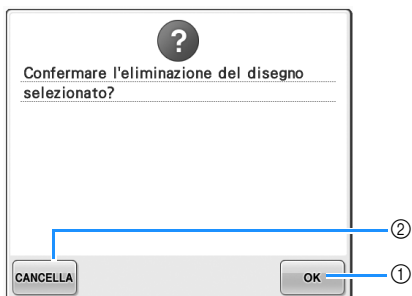 ?
Confermare l'eliminazione del disegno
selezionato?
②
CANCELLA
OK
①